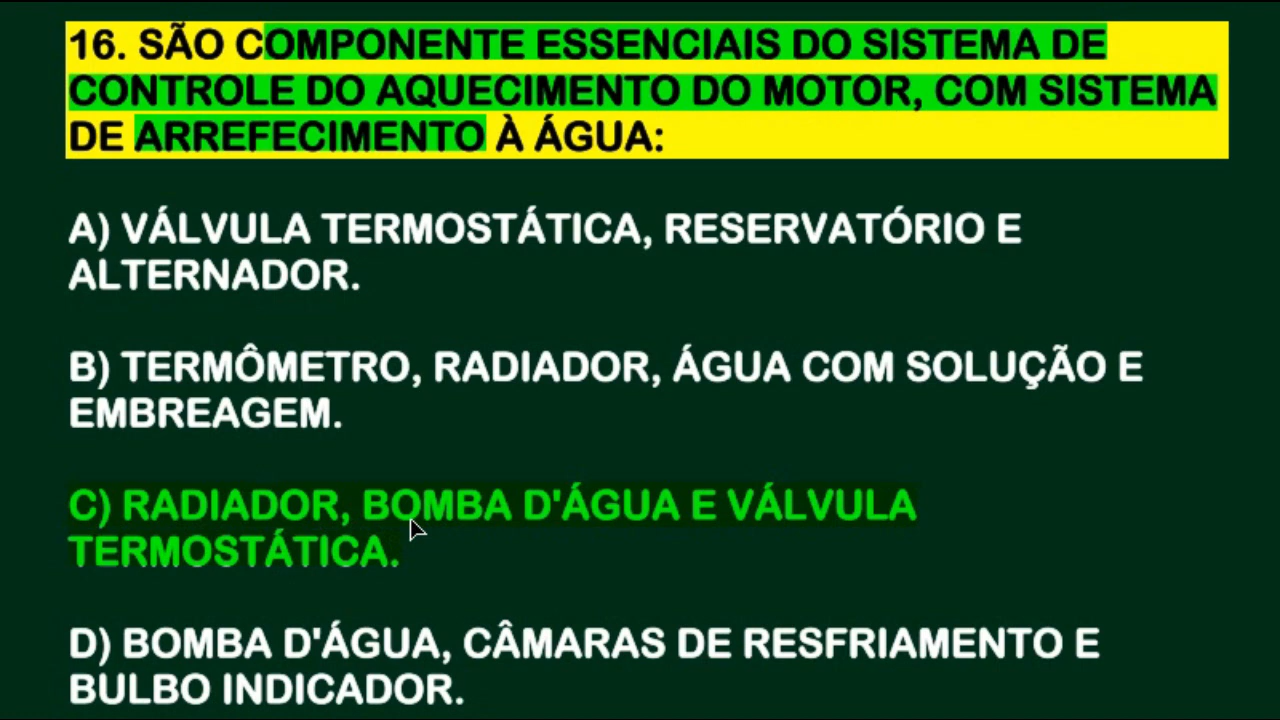 16. SÃO COMPONENTE ESSENCIAIS DO SISTEMA DE
CONTROLE DO AQUECIMENTO DO MOTOR, COM SISTEMA
DE ARREFECIMENTO À ÁGUA:
A) VÁLVULA TERMOSTÁTICA, RESERVATÓRIO E
ALTERNADOR.
B) TERMÔMETRO, RADIADOR, ÁGUA COM SOLUÇÃO E
EMBREAGEM.
C) RADIADOR, BOMBA D'ÁGUA E VÁLVULA
TERMOSTÁTICA.
D) BOMBA D'ÁGUA, CÂMARAS DE RESFRIAMENTO E
BULBO INDICADOR.